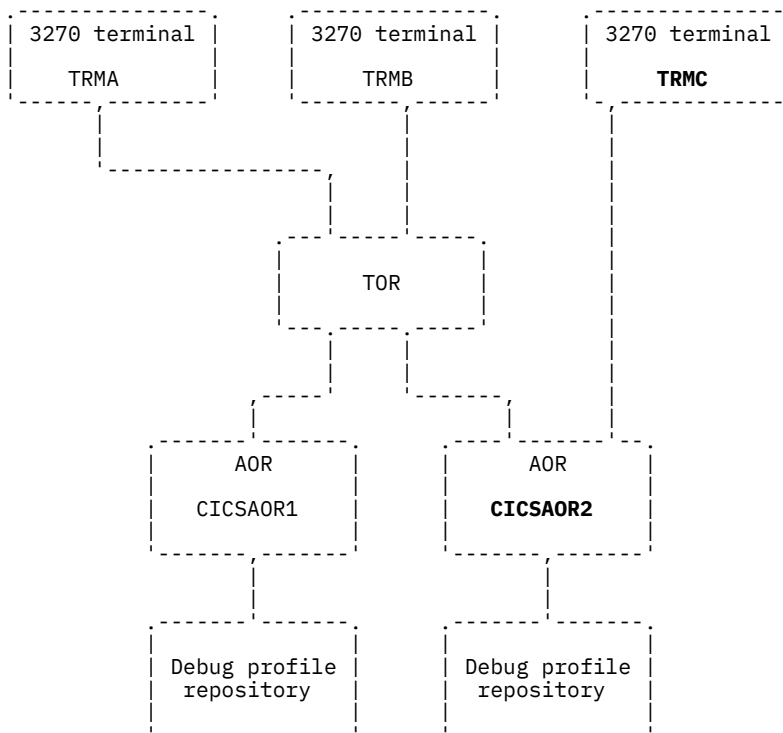 3270 terminal 3270 terminal 3270 terminal
TRMA TRMB TRMC
TOR
AOR AOR
CICSAOR1 CICSAOR2
Debug profile Debug profile
repository repository